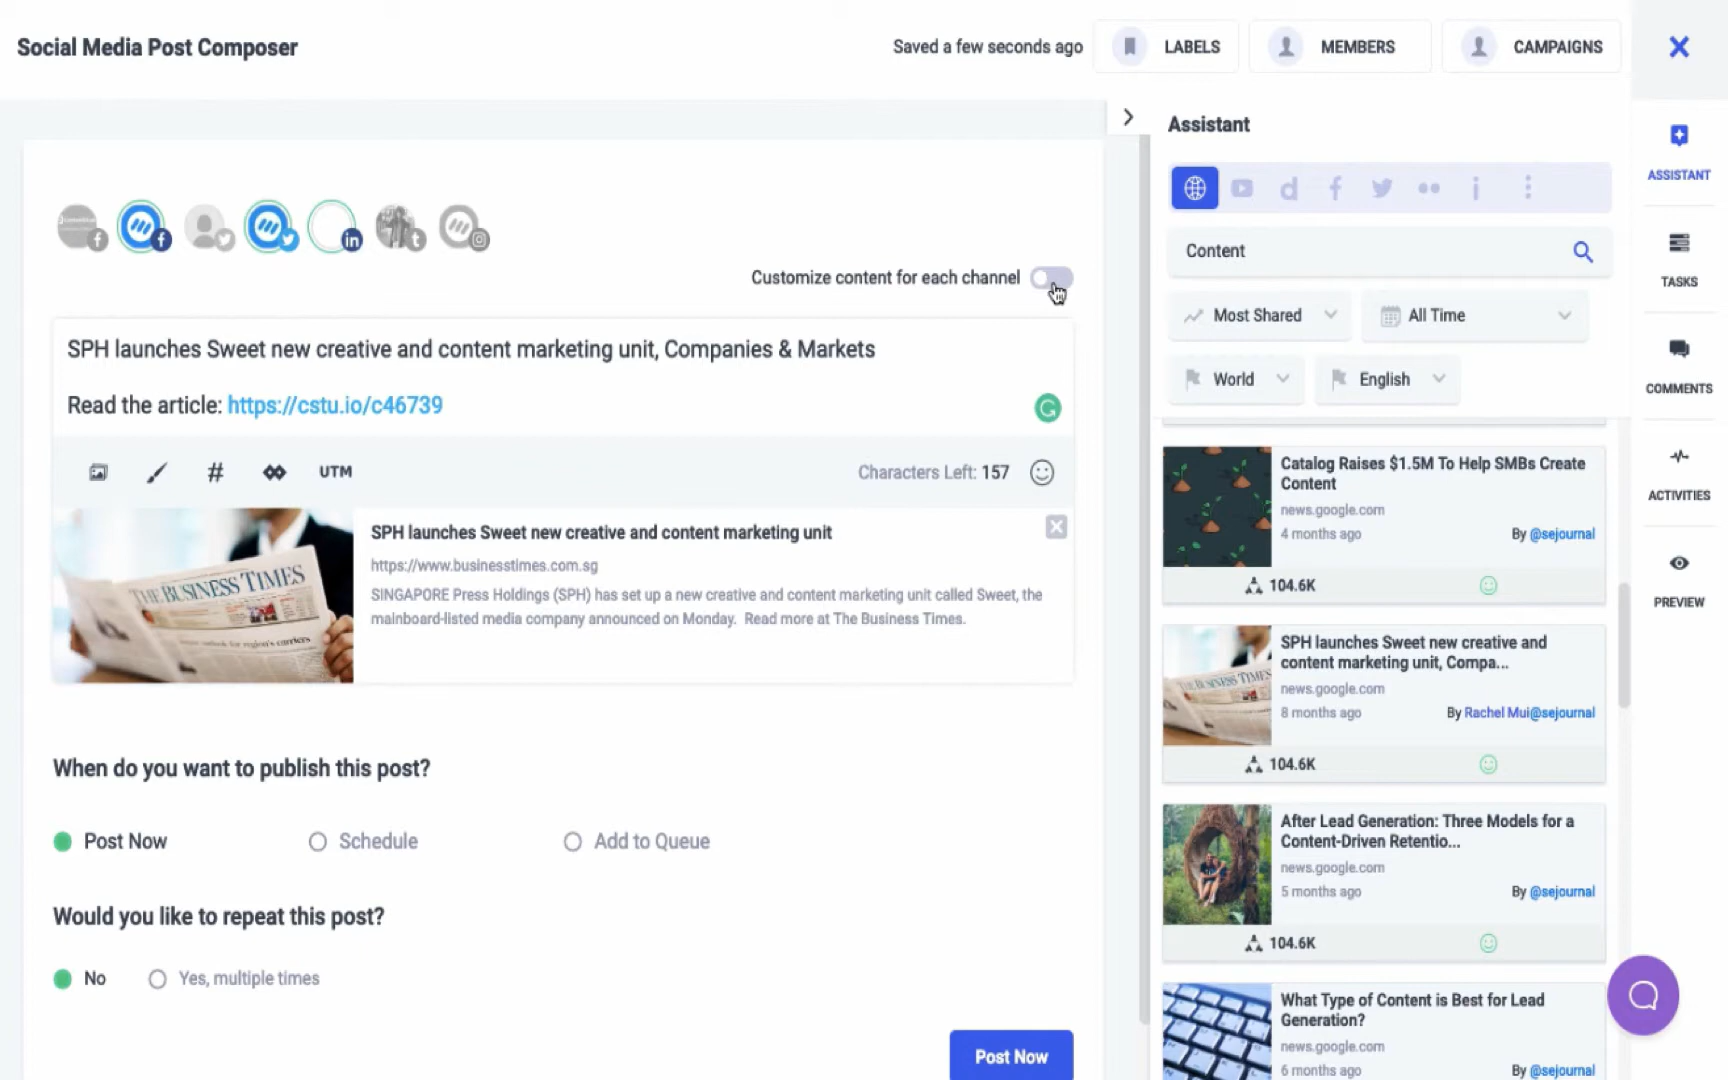 Social Media Post Composer
Saved a few seconds ago
LABELS
MEMBERS
CAMPAIGNS
Customize content for each channel
SPH launches Sweet new creative and content marketing unit, Companies & Markets
Read the article: https://cstu.io/c46739
UTM
Characters Left: 157
THE BUSINESS TIMES
SPH launches Sweet new creative and content marketing unit
https://www.businesstimes.com.sg
SINGAPORE Press Holdings (SPH) has set up a new creative and content marketing unit called Sweet, the
mainboard-listed media company announced on Monday. Read more at The Business Times.
When do you want to publish this post?
Post Now
Schedule
Add to Queue
Would you like to repeat this post?
No
Yes, multiple times
Post Now
Assistant
Content
Most Shared
All Time
World
English
Catalog Raises $1.5M To Help SMBs Create
Content
news.google.com
4 months ago
By @sejournal
104.6K
SPH launches Sweet new creative and
content marketing unit, Compa...
news.google.com
8 months ago
By Rachel Mui@sejournal
104.6K
After Lead Generation: Three Models for a
Content-Driven Retentio...
news.google.com
5 months ago
By @sejournal
104.6K
What Type of Content is Best for Lead
Generation?
news.google.com
6 months ago
By @sejournal
ASSISTANT
TASKS
COMMENTS
ACTIVITIES
PREVIEW